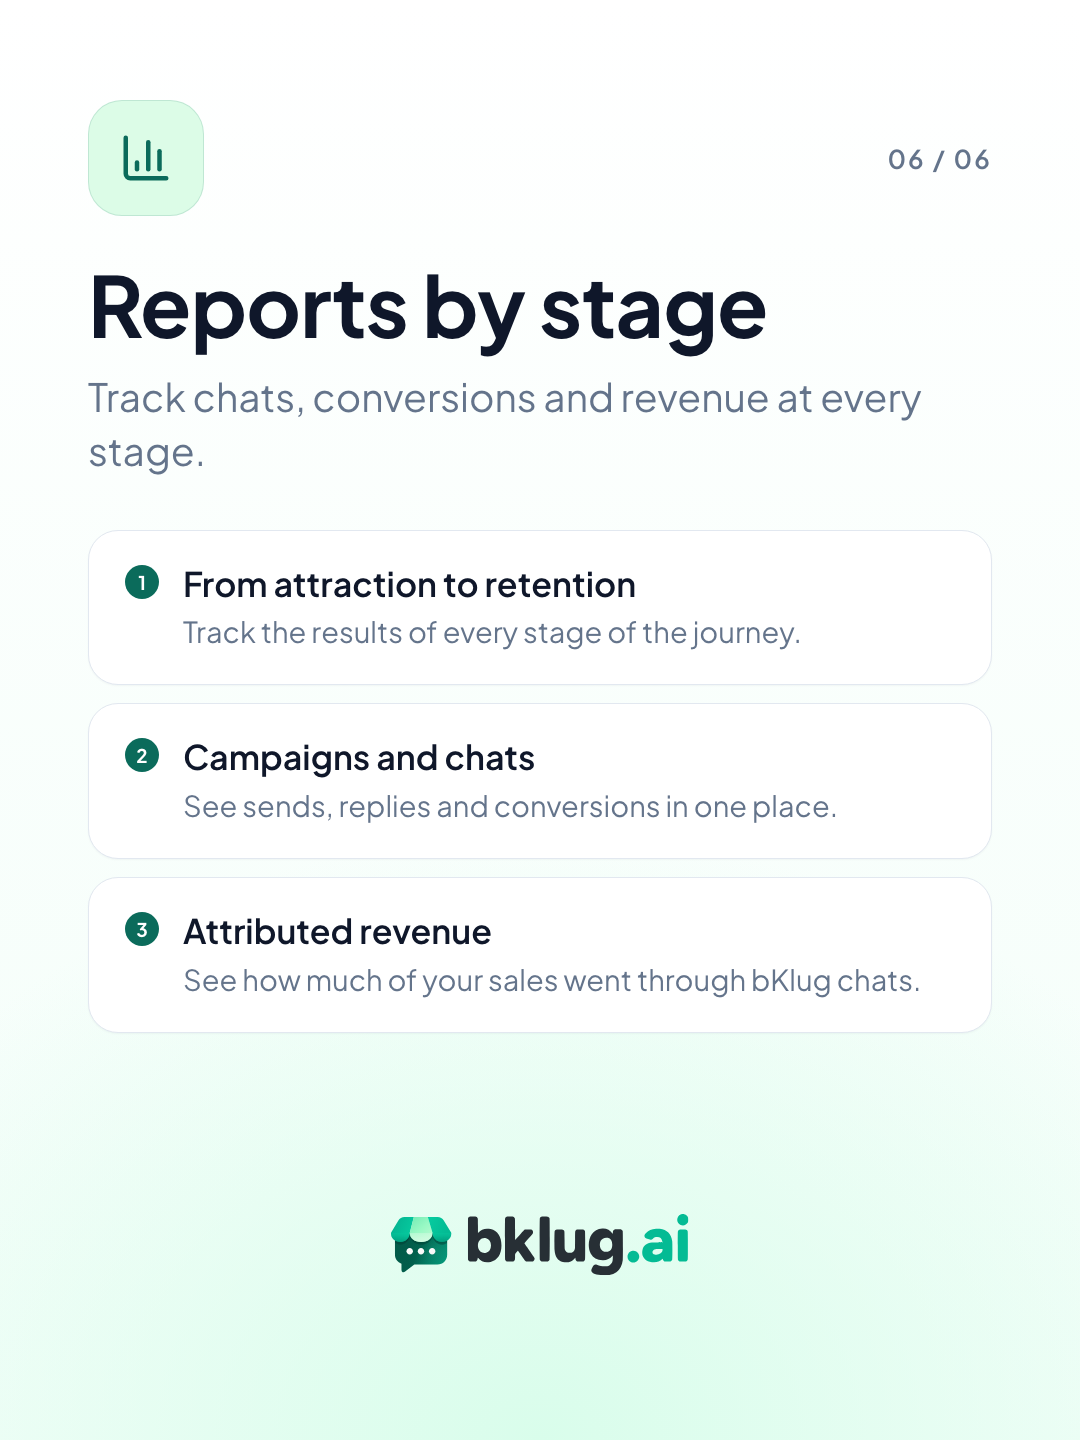 06 / 06
Reports by stage
Track chats, conversions and revenue at every
stage.
1 From attraction to retention
Track the results of every stage of the journey.
2 Campaigns and chats
See sends, replies and conversions in one place.
3 Attributed revenue
See how much of your sales went through bKlug chats.
bklug.ai